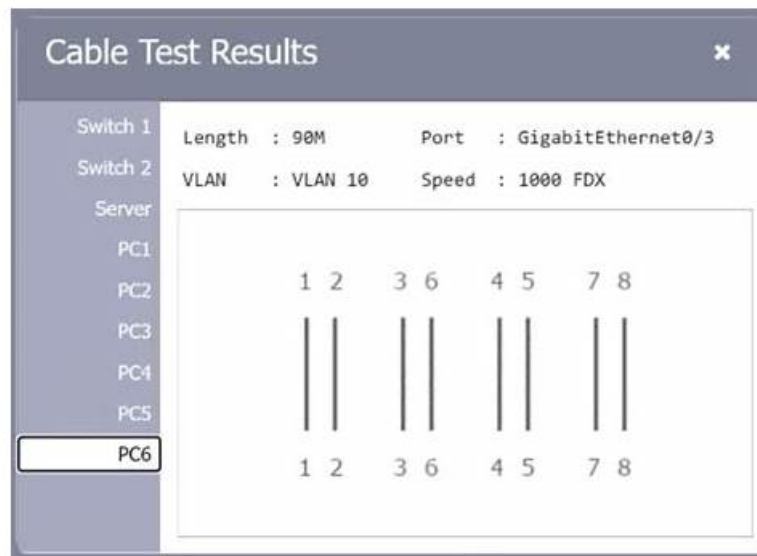 Cable Test Results ×
Switch 1
Switch 2
Server
PC1
PC2
PC3
PC4
PC5
PC6
Length : 90M Port : GigabitEthernet0/3
VLAN : VLAN 10 Speed : 1000 FDX
1 2 3 6 4 5 7 8
1 2 3 6 4 5 7 8